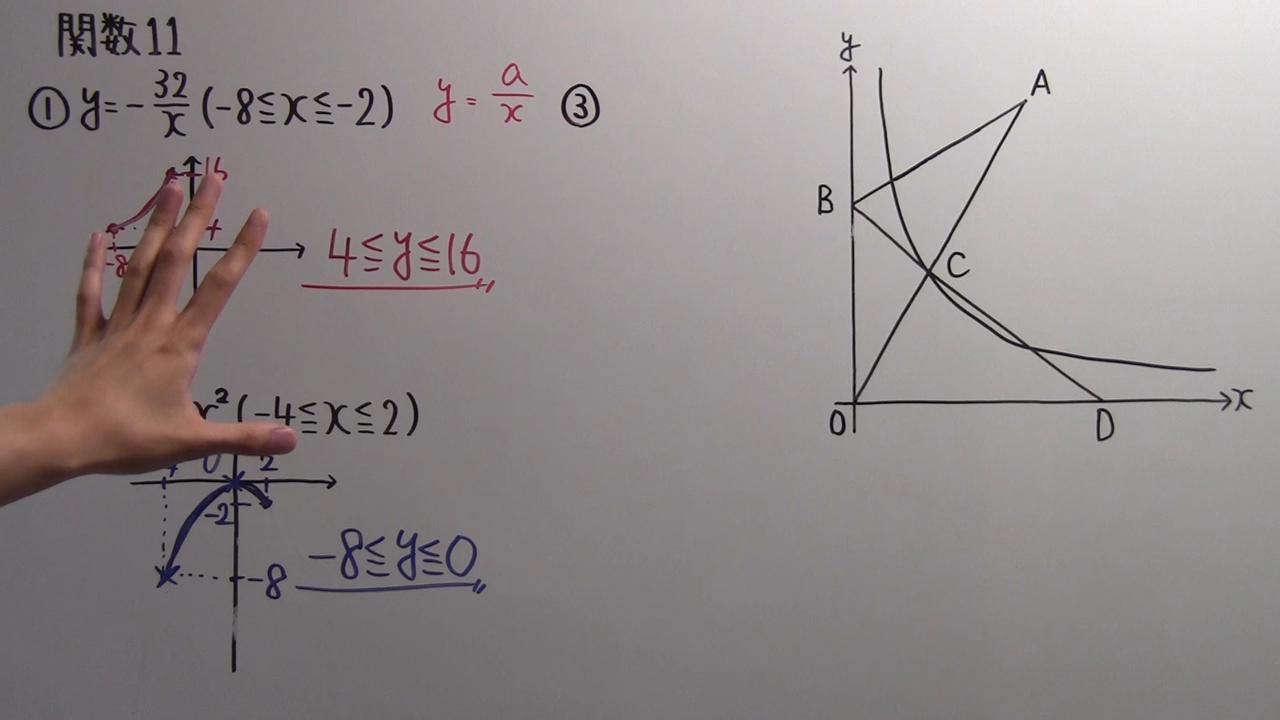 関数11
① y=-32/x (-8≦x≦-2) y=a/x ③
16
+
-8
4≦y≦16
x²(-4≦x≦2)
0 2
-2
-8 -8≦y≦0
y
A
B
C
O D x